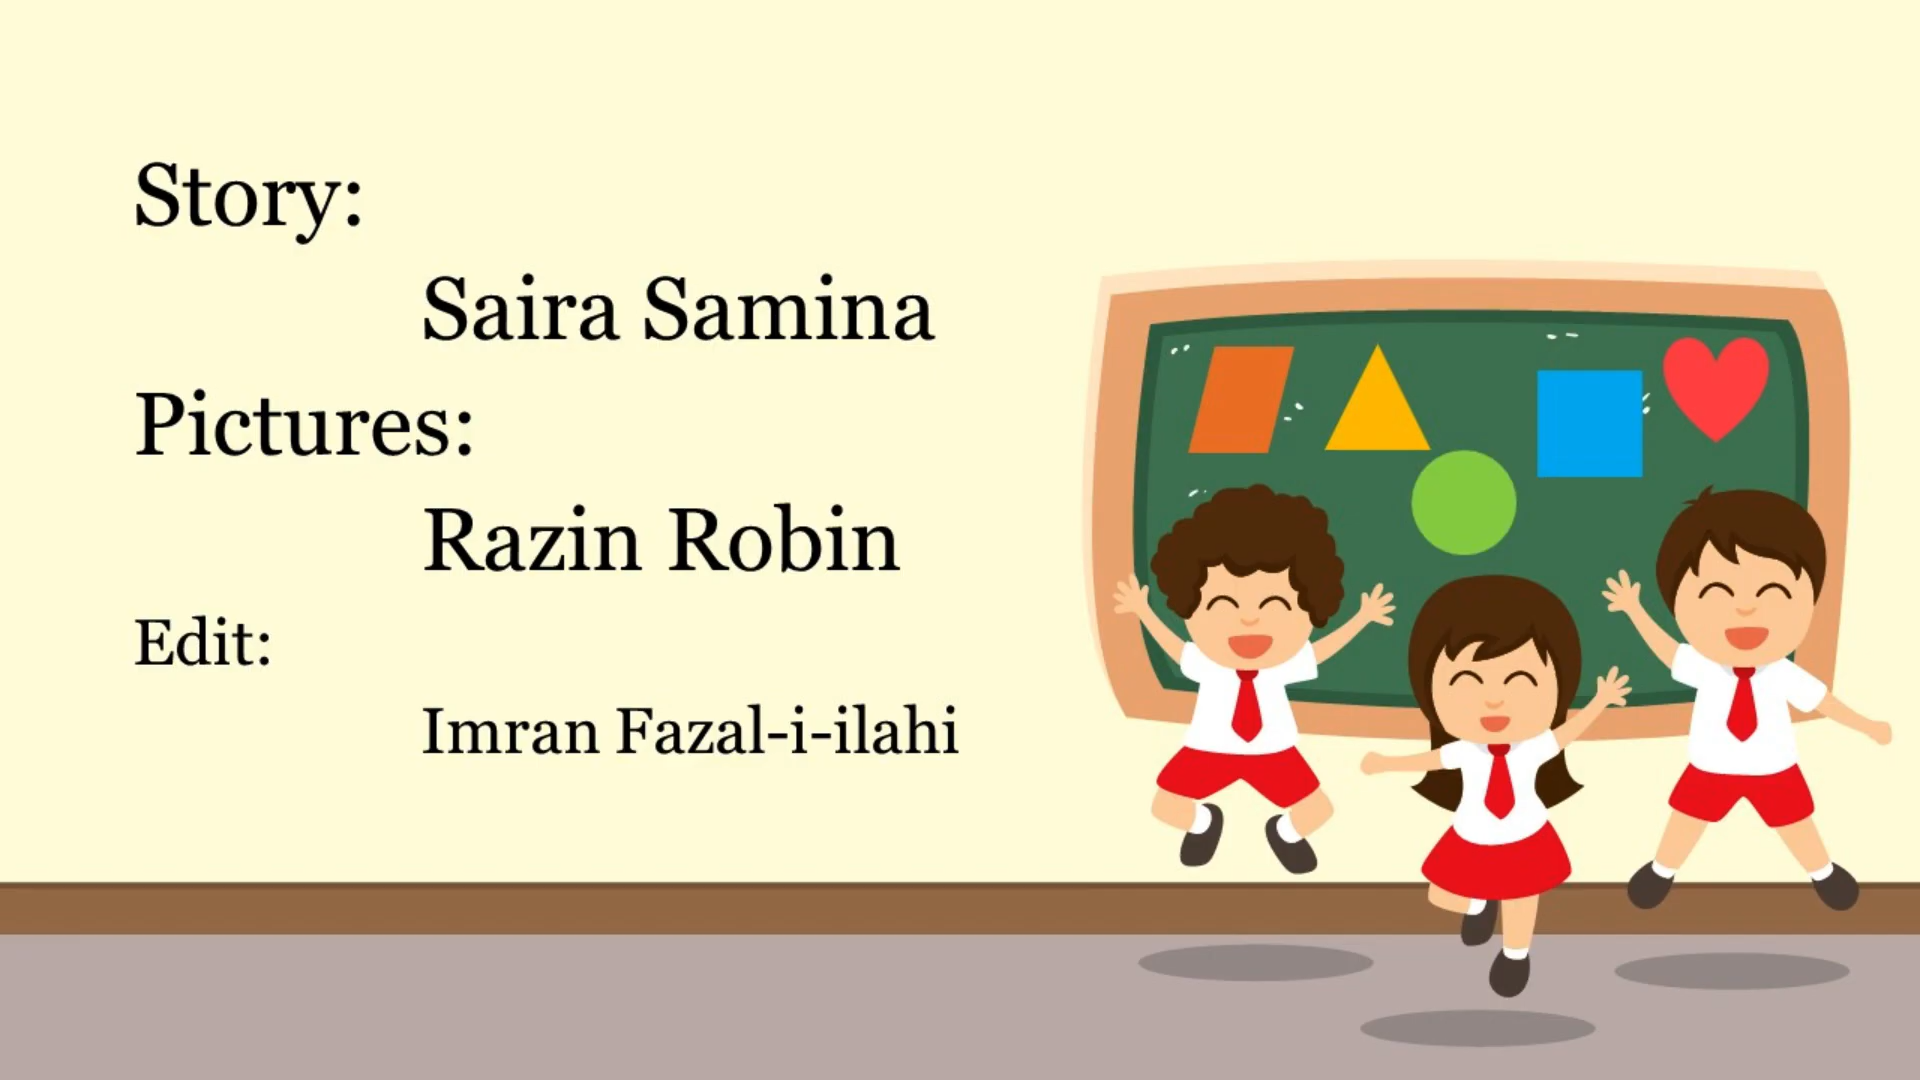 Story:
Saira Samina
Pictures:
Razin Robin
Edit:
Imran Fazal-i-ilahi